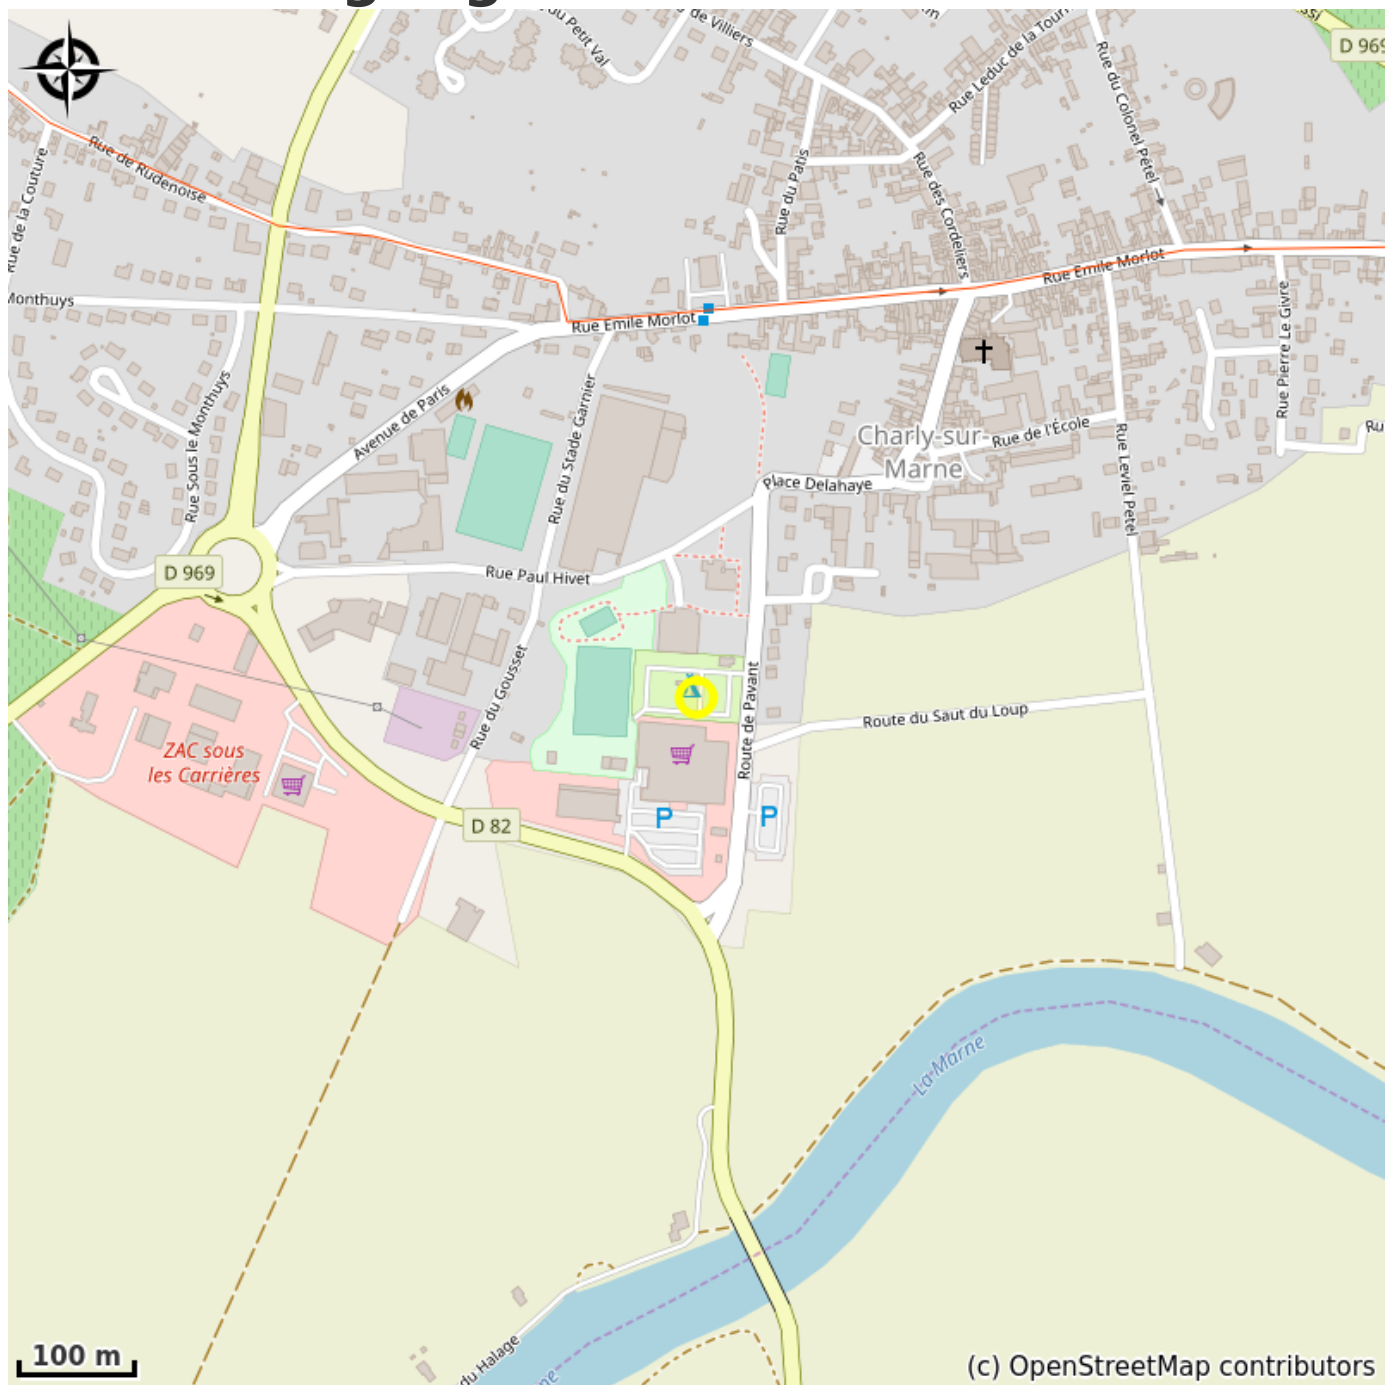 du Petit Val
de Villiers
Rue Leduc de la Tour
Rue du Colonel Pétel
D 969
Rue de Rudenoise
Rue de la Couture
Rue du Patis
Rue des Cordeliers
Rue Emile Morlot
Monthuys
Rue Emile Morlot
Rue Pierre Le Givre
Rue Sous le Monthuys
Avenue de Paris
Rue du Stade Garnier
Charly-sur-
Marne
Rue de l'École
Rue Leviel Petel
Ru
Place Delahaye
D 969
Rue Paul Hivet
Rue du Gousset
Route de Pavant
Route du Saut du Loup
ZAC sous
les Carrières
P
P
D 82
La Marne
du Halage
ne
100 m
(c) OpenStreetMap contributors